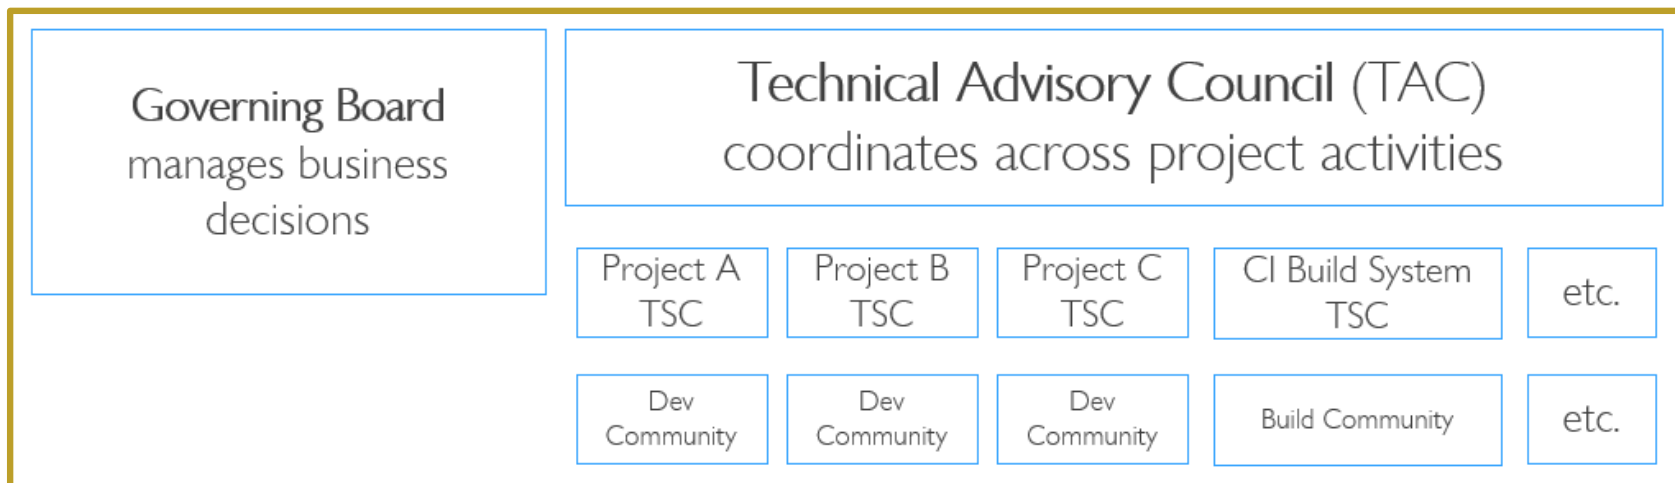 Governing Board
manages business
decisions
Technical Advisory Council (TAC)
coordinates across project activities
Project A
TSC
Project B
TSC
Project C
TSC
CI Build System
TSC
etc.
Dev
Community
Dev
Community
Dev
Community
Build Community
etc.